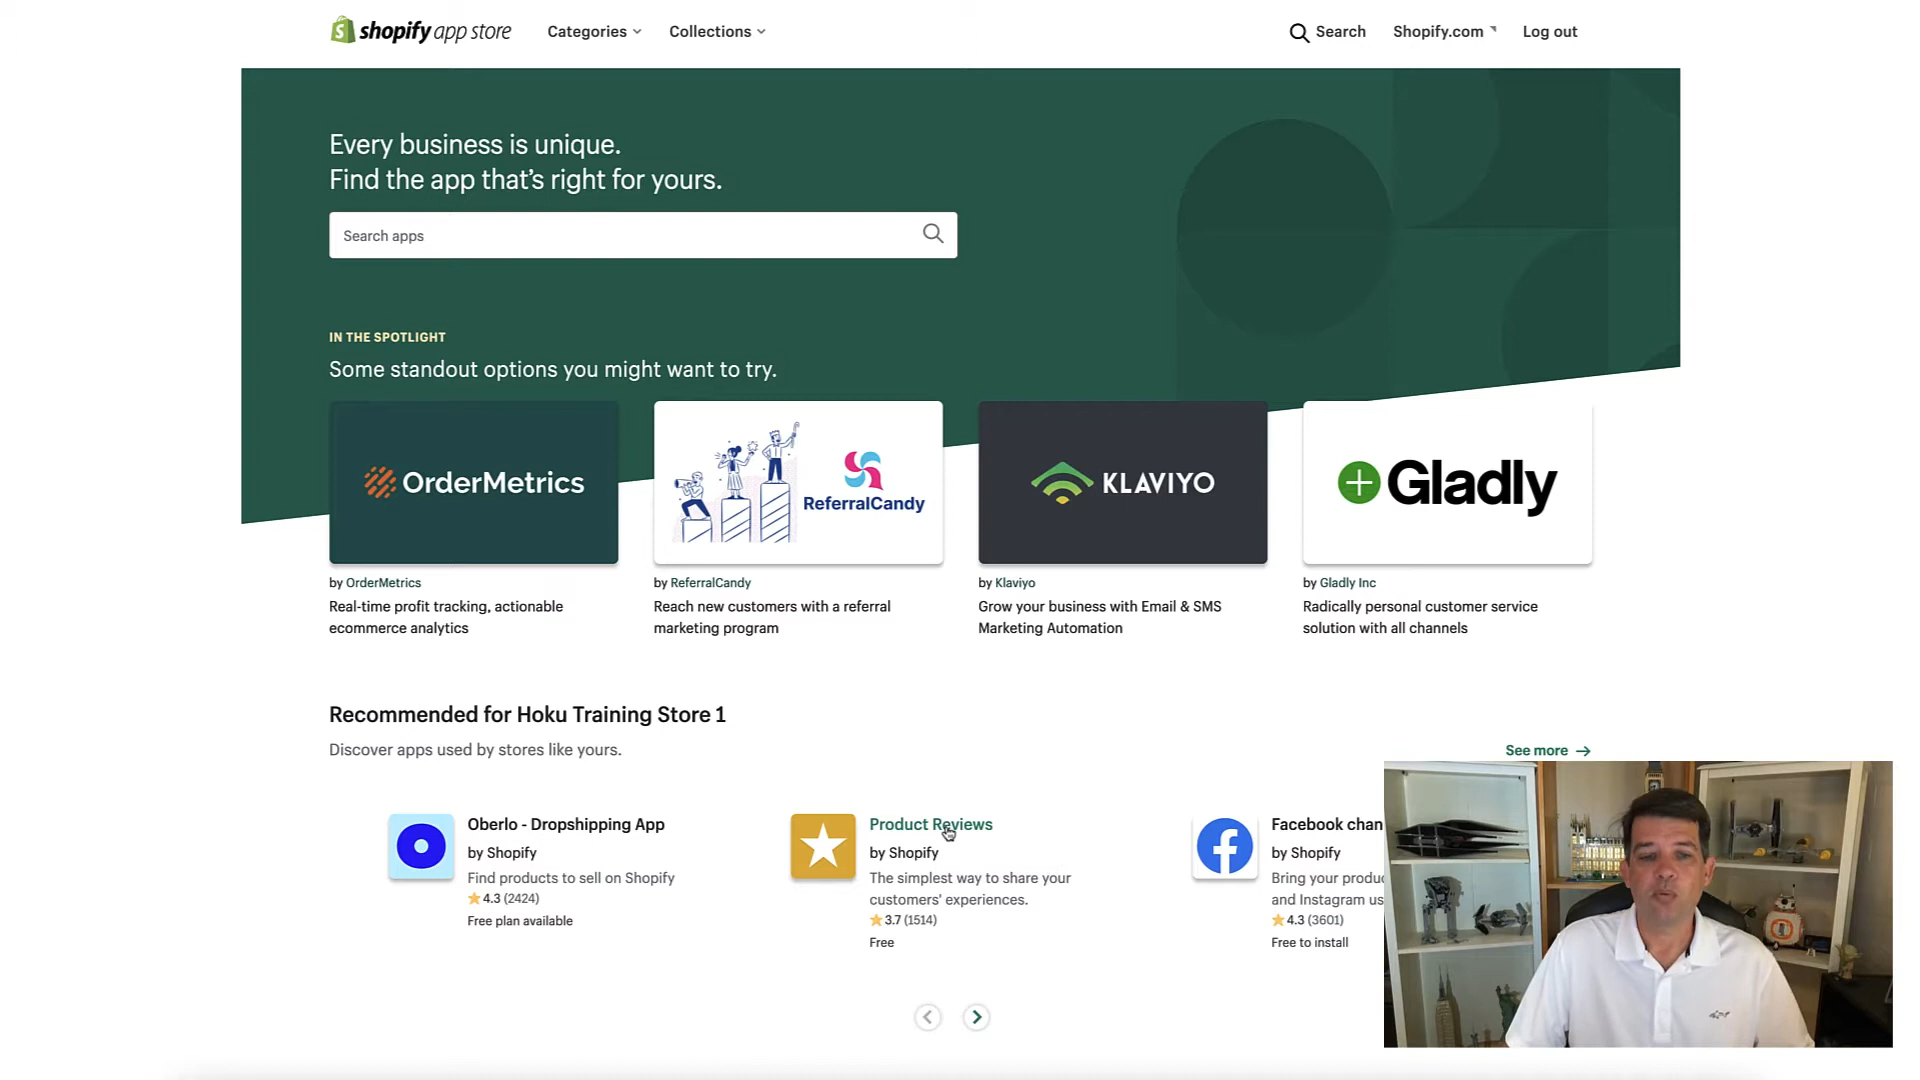 shopify app store
Categories
Collections
Search
Shopify.com
Log out
Every business is unique.
Find the app that's right for yours.
Search apps
IN THE SPOTLIGHT
Some standout options you might want to try.
OrderMetrics
ReferralCandy
KLAVIYO
Gladly
by OrderMetrics
Real-time profit tracking, actionable
ecommerce analytics
by ReferralCandy
Reach new customers with a referral
marketing program
by Klaviyo
Grow your business with Email & SMS
Marketing Automation
by Gladly Inc
Radically personal customer service
solution with all channels
Recommended for Hoku Training Store 1
Discover apps used by stores like yours.
See more →
Oberlo - Dropshipping App
by Shopify
Find products to sell on Shopify
4.3 (2424)
Free plan available
Product Reviews
by Shopify
The simplest way to share your
customers' experiences.
3.7 (1514)
Free
Facebook chan
by Shopify
Bring your produ
and Instagram us
4.3 (3601)
Free to install